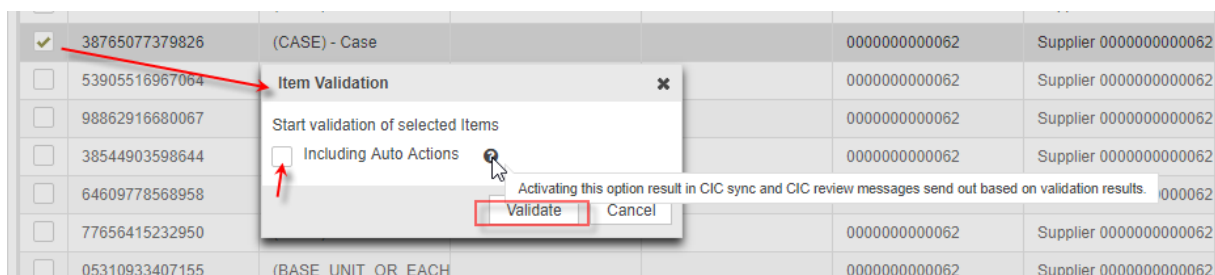 38765077379826 (CASE) - Case 0000000000062 Supplier 0000000000062
53905516967064 0000000000062 Supplier 0000000000062
Item Validation
98862916680067 0000000000062 Supplier 0000000000062
Start validation of selected Items
38544903598644 0000000000062 Supplier 0000000000062
Including Auto Actions
64609778568958
Activating this option result in CIC sync and CIC review messages send out based on validation results.
Validate Cancel
77656415232950 0000000000062 Supplier 0000000000062
05310933407155 (BASE_UNIT_OR_EACH 0000000000062 Supplier 0000000000062